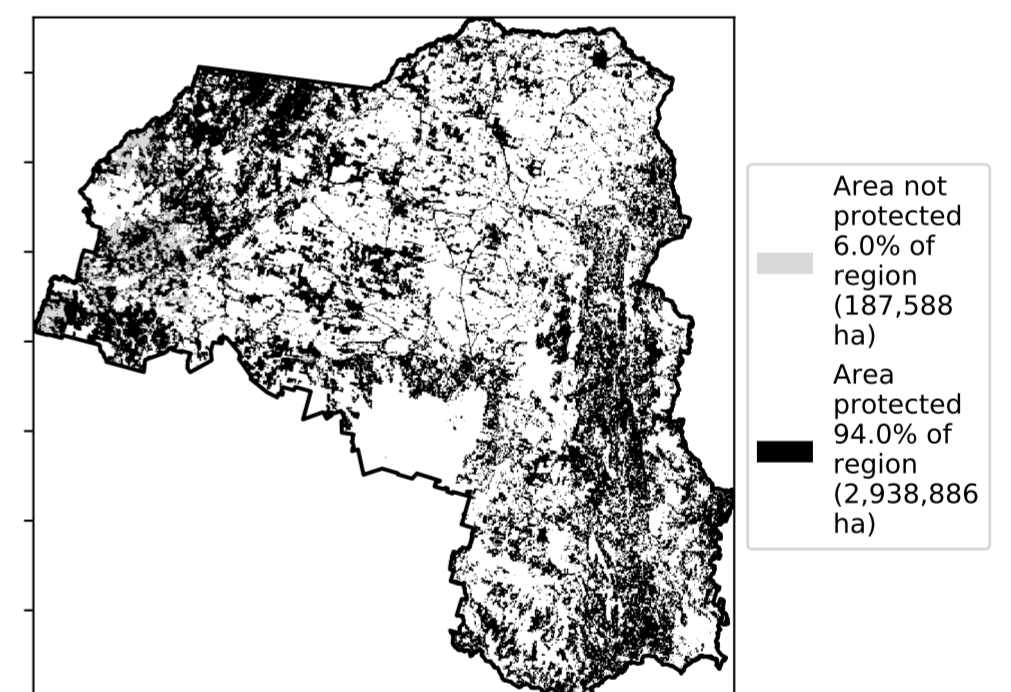 Area not
protected
6.0% of
region
(187,588
ha)
Area
protected
94.0% of
region
(2,938,886
ha)